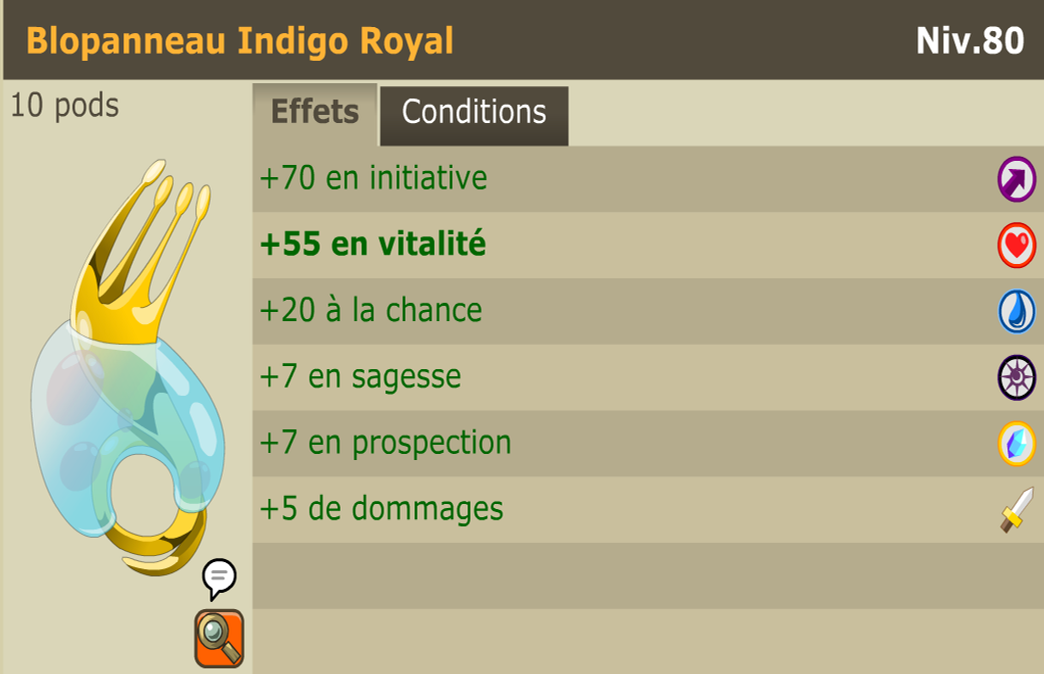 Blopanneau Indigo Royal
Niv.80
10 pods
Effets
Conditions
+70 en initiative
+55 en vitalité
+20 à la chance
+7 en sagesse
+7 en prospection
+5 de dommages